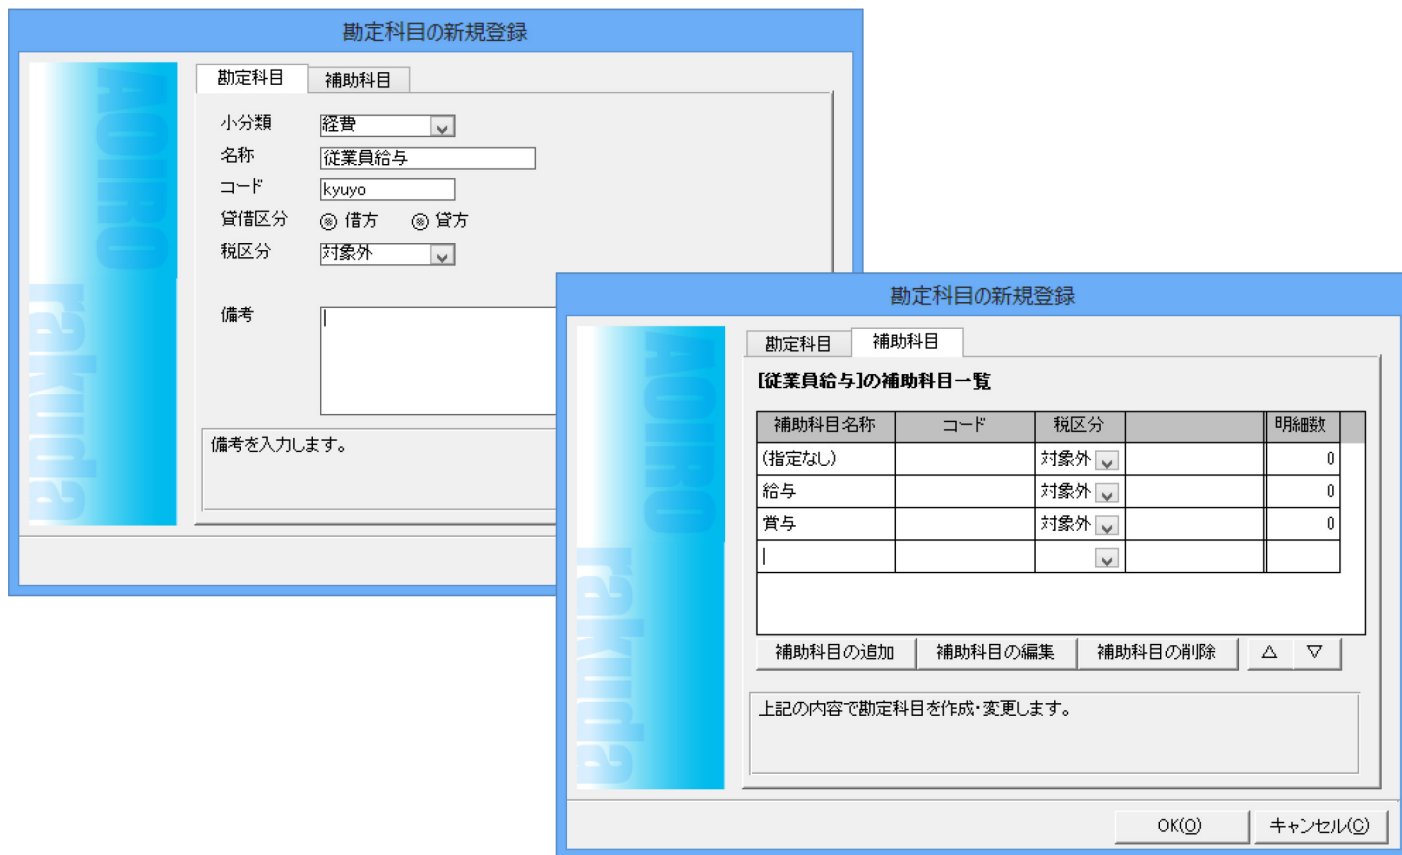 勘定科目の新規登録
勘定科目 補助科目
小分類 経費
名称 従業員給与
コード kyuyo
貸借区分 借方 貸方
税区分 対象外
備考
備考を入力します。
AOIRO
rakuda
勘定科目の新規登録
勘定科目 補助科目
[従業員給与]の補助科目一覧
補助科目名称 コード 税区分 明細数
(指定なし) 対象外 0
給与 対象外 0
賞与 対象外 0
補助科目の追加 補助科目の編集 補助科目の削除 △ ▽
上記の内容で勘定科目を作成・変更します。
AOIRO
rakuda
OK(O) キャンセル(C)